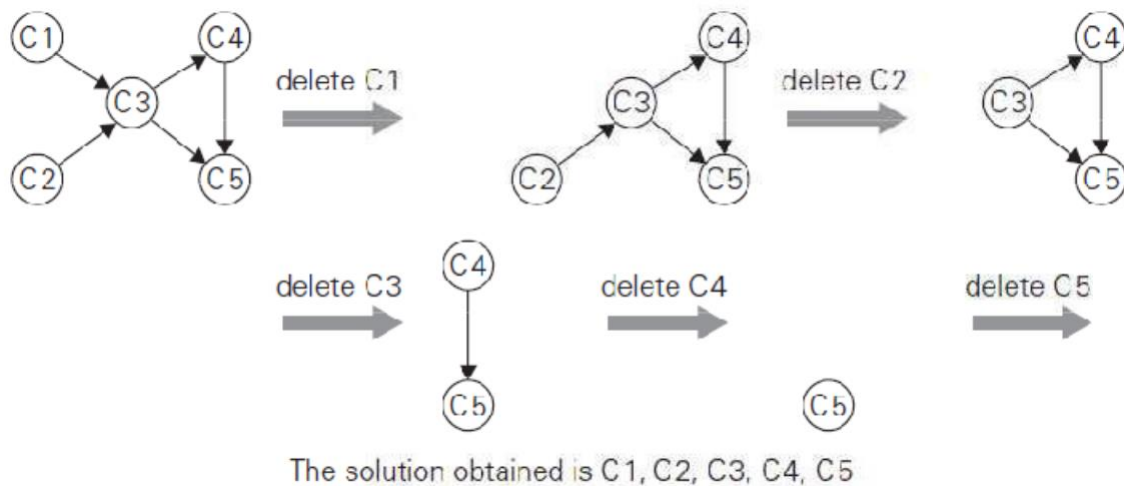 C1 C4 C4 C4
delete C1 delete C2
C3 C3 C3
C2 C5 C2 C5 C5
C4
delete C3 delete C4 delete C5
C5 C5
The solution obtained is C1, C2, C3, C4, C5